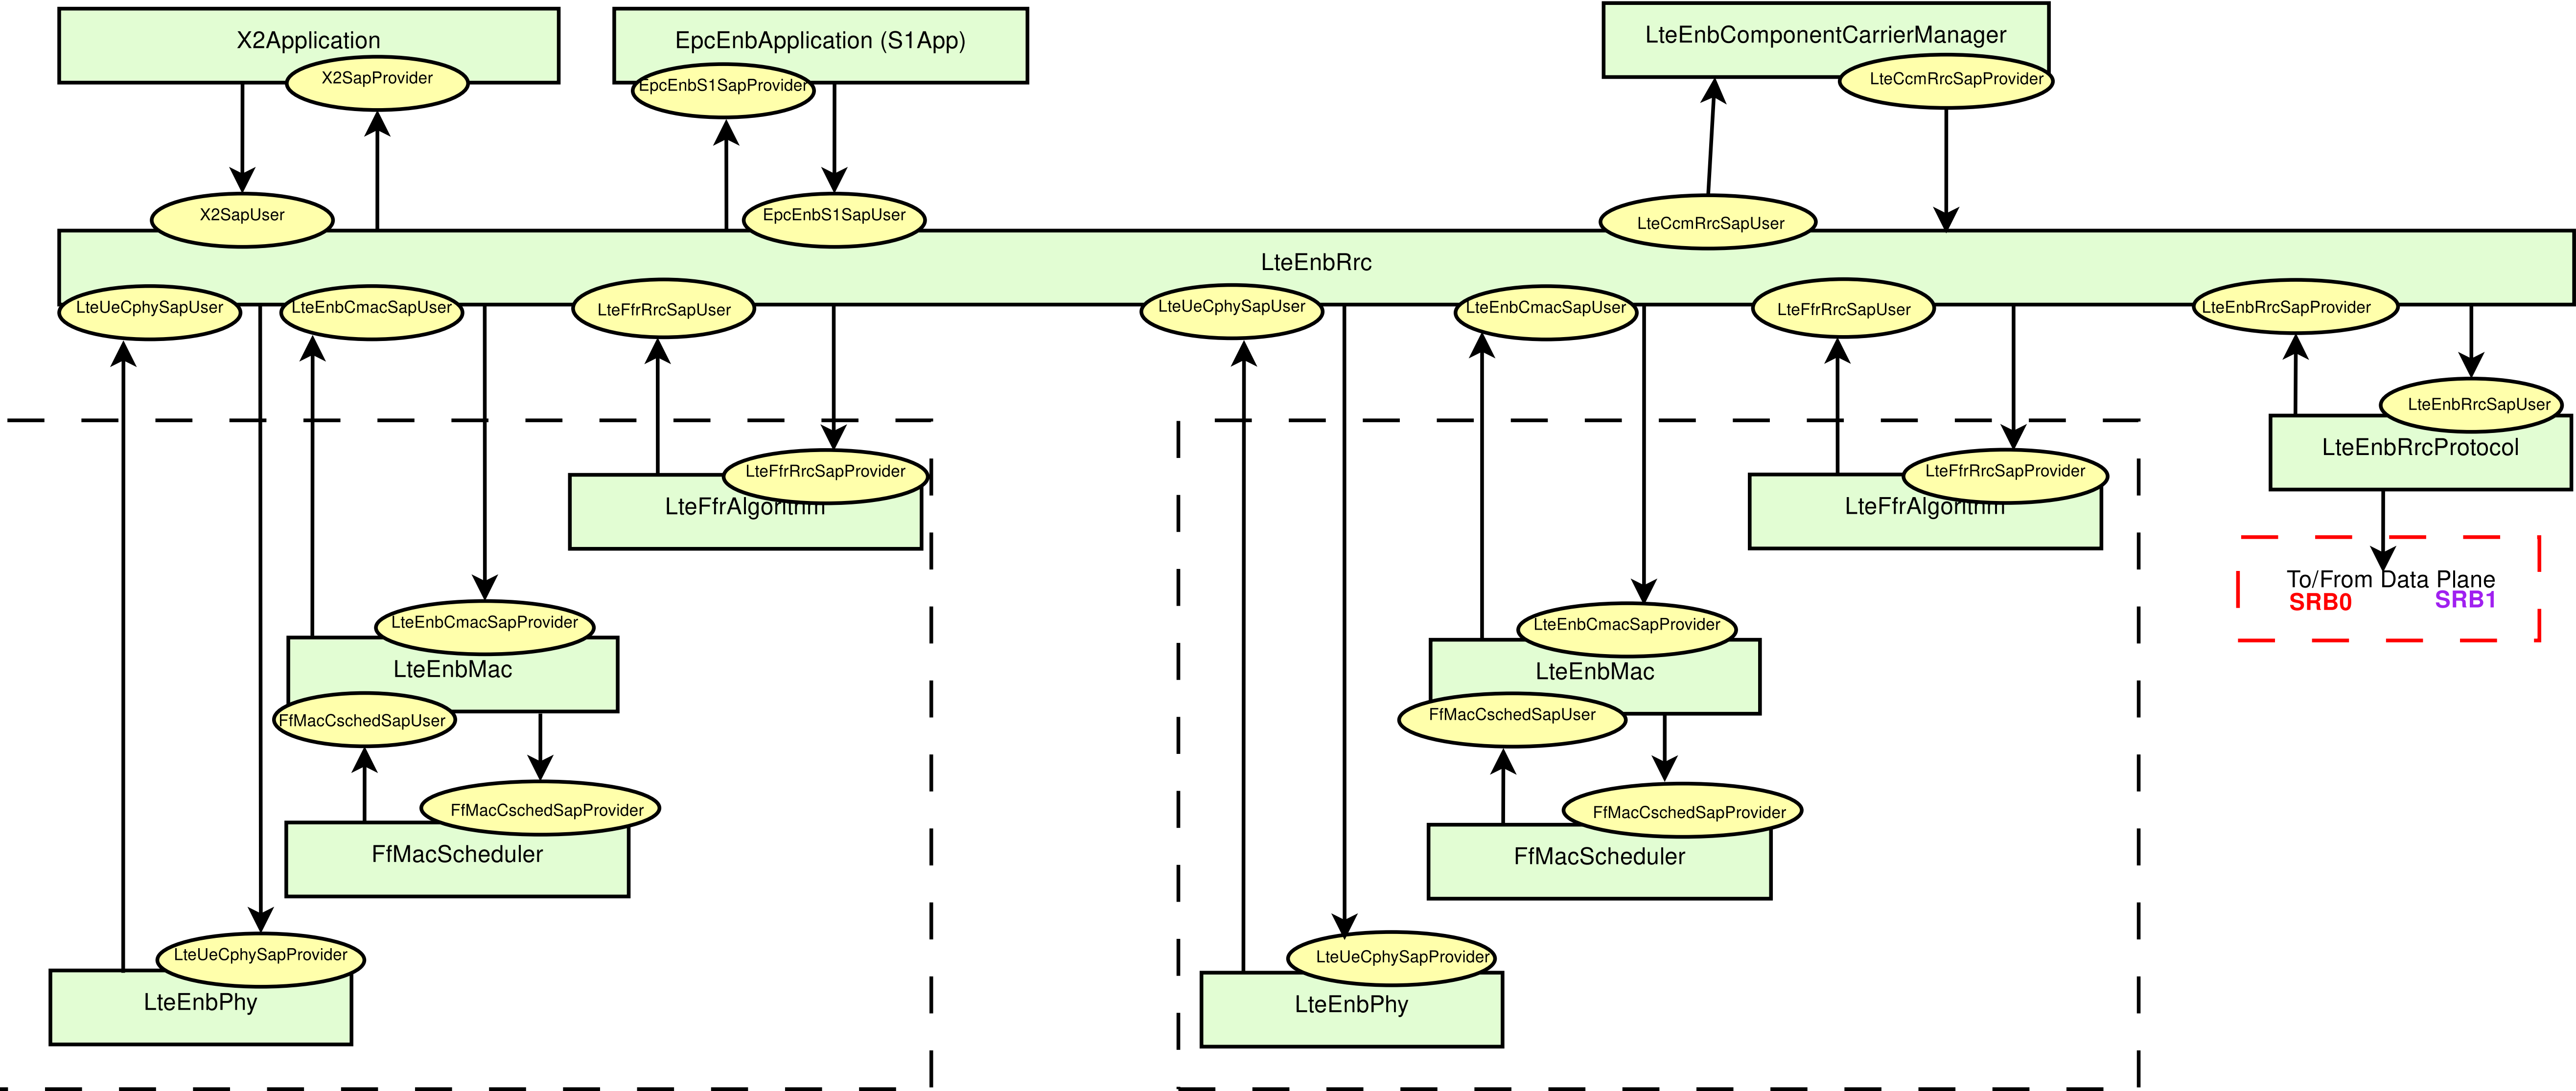 X2Application
EpcEnbApplication (S1App)
LteEnbComponentCarrierManager
X2SapProvider
EpcEnbS1SapProvider
LteCcmRrcSapProvider
X2SapUser
EpcEnbS1SapUser
LteCcmRrcSapUser
LteEnbRrc
LteUeCphySapUser
LteEnbCmacSapUser
LteFfrRrcSapUser
LteUeCphySapUser
LteEnbCmacSapUser
LteFfrRrcSapUser
LteEnbRrcSapProvider
LteEnbRrcSapUser
LteEnbRrcProtocol
LteFfrRrcSapProvider
LteFfrAlgorithm
LteFfrRrcSapProvider
LteFfrAlgorithm
To/From Data Plane
SRB0 SRB1
LteEnbCmacSapProvider
LteEnbMac
FfMacCschedSapUser
FfMacCschedSapProvider
FfMacScheduler
LteEnbCmacSapProvider
LteEnbMac
FfMacCschedSapUser
FfMacCschedSapProvider
FfMacScheduler
LteUeCphySapProvider
LteEnbPhy
LteUeCphySapProvider
LteEnbPhy